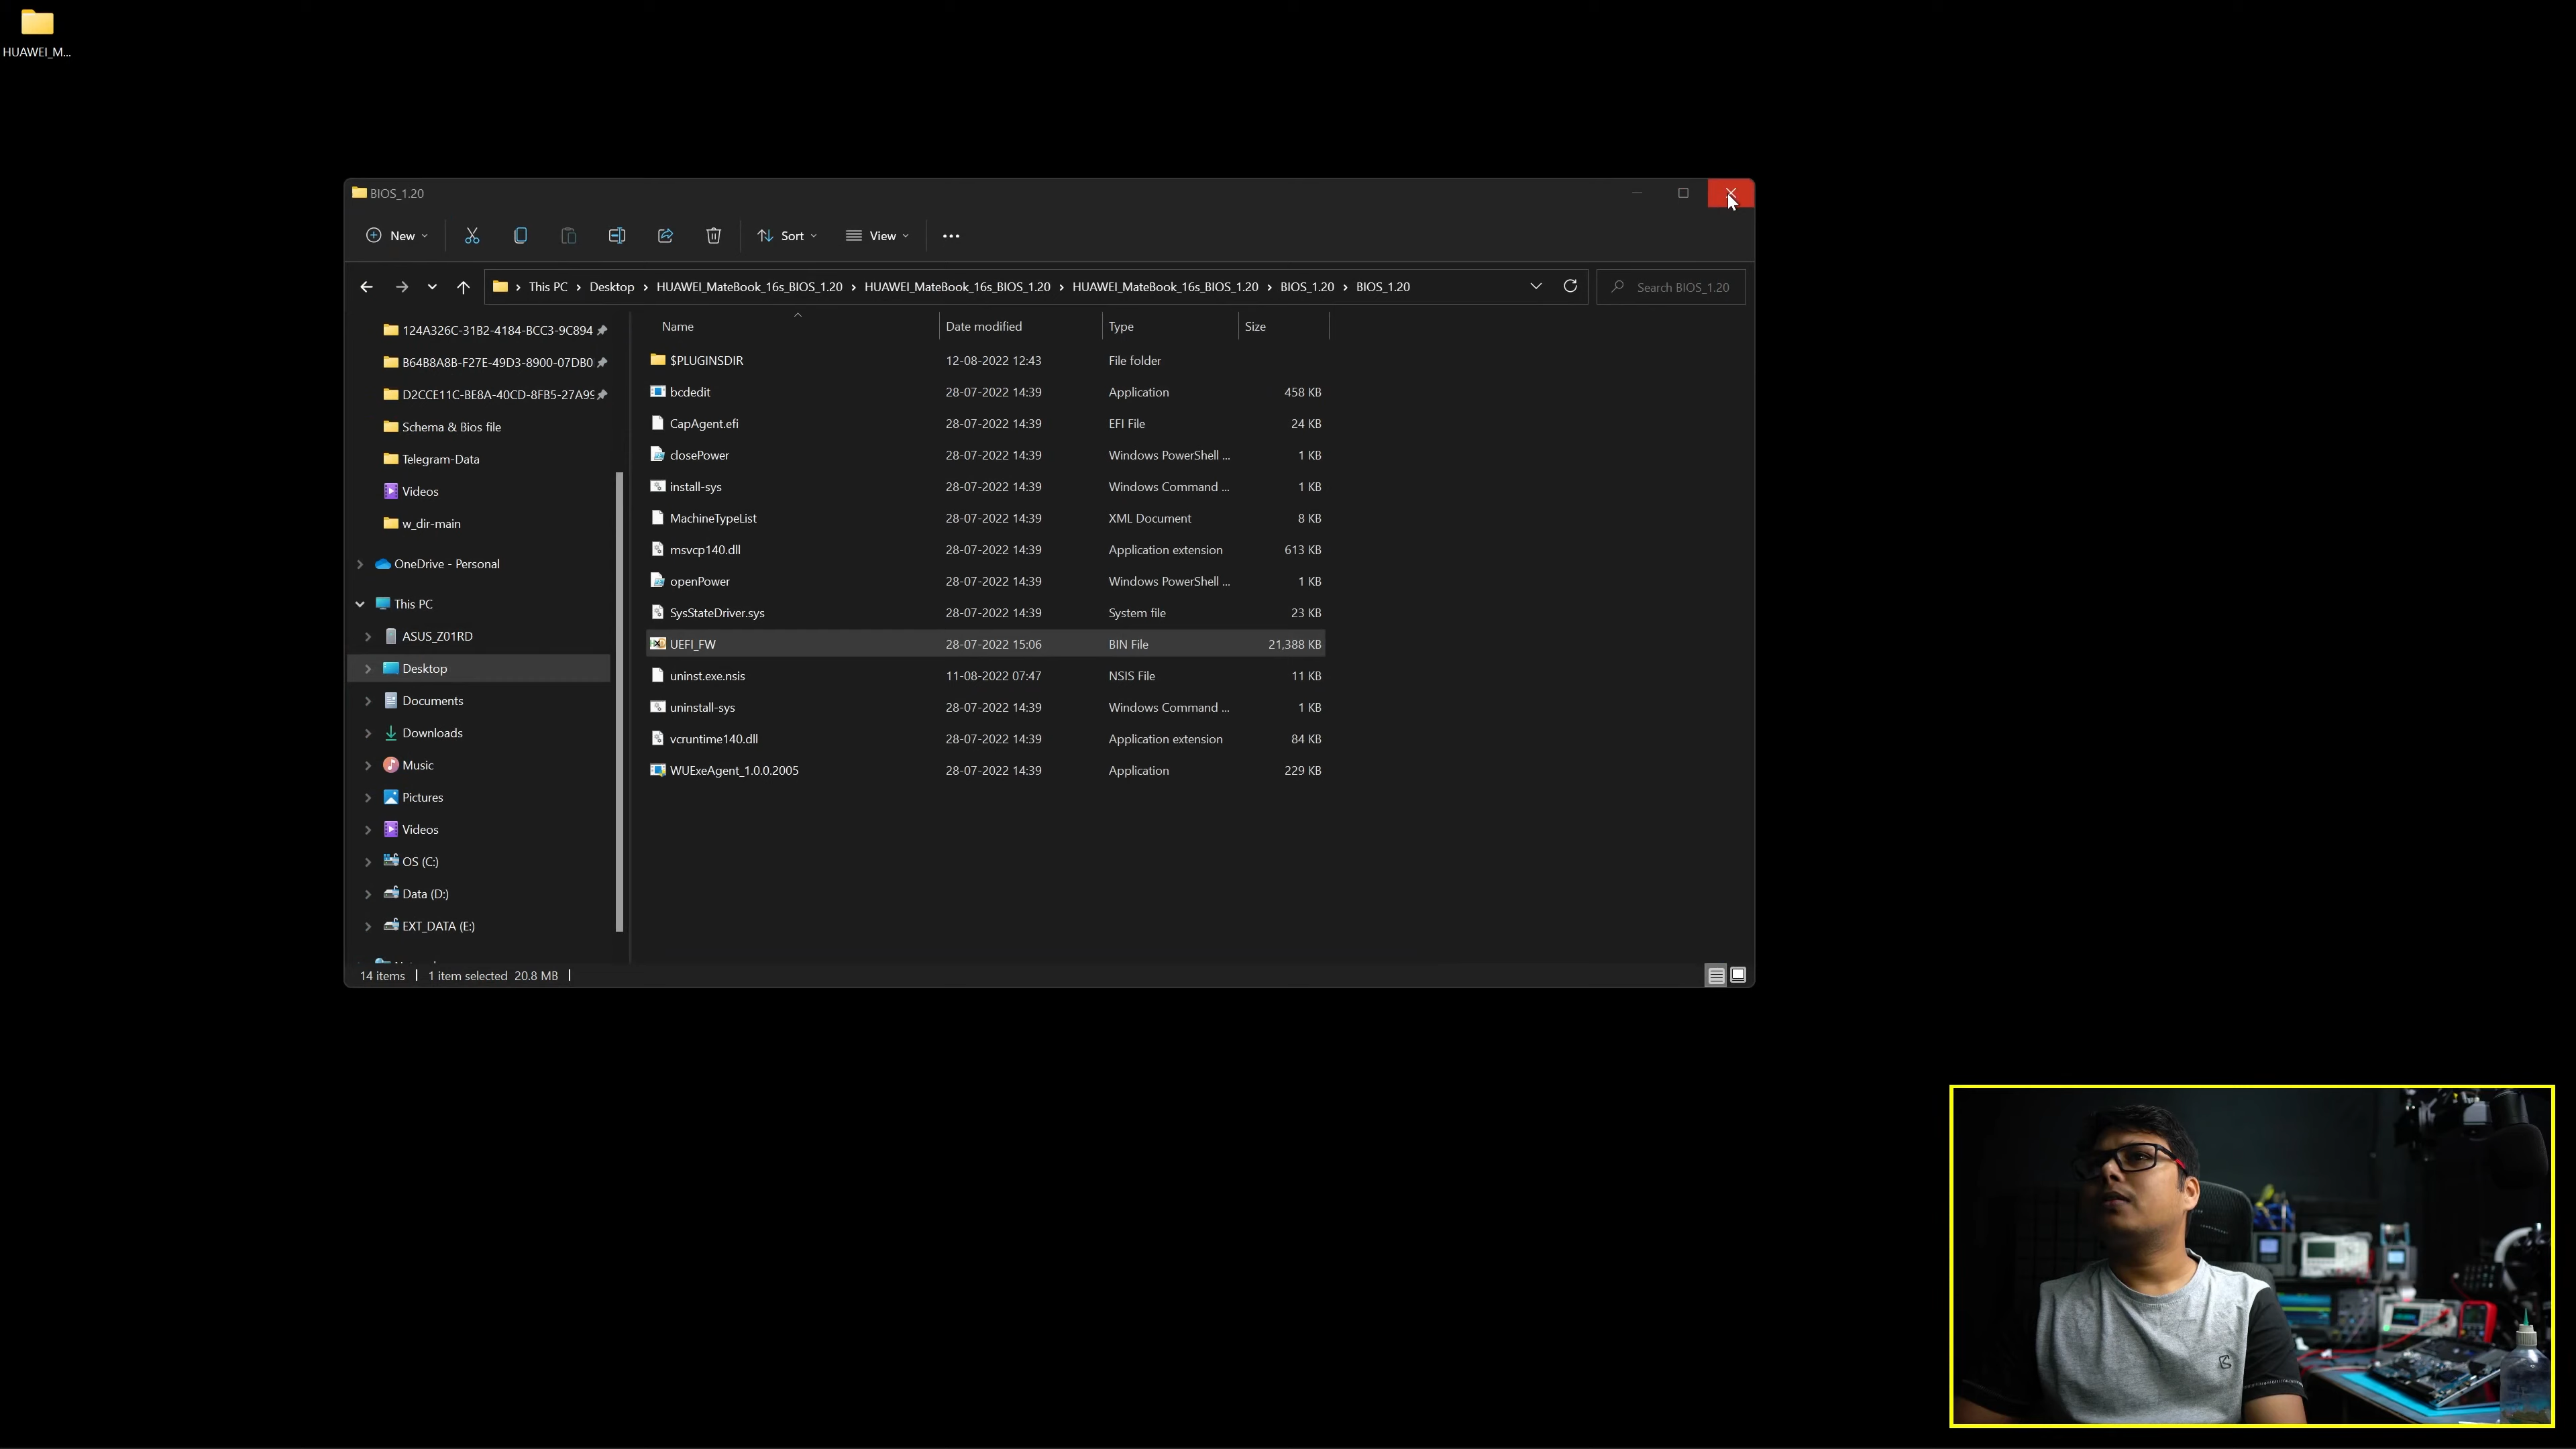 HUAWEI_M...
BIOS_1.20
New
Sort
View
This PC > Desktop > HUAWEI_MateBook_16s_BIOS_1.20 > HUAWEI_MateBook_16s_BIOS_1.20 > HUAWEI_MateBook_16s_BIOS_1.20 > BIOS_1.20 > BIOS_1.20
Search BIOS_1.20
124A326C-31B2-4184-BCC3-9C894
B64B8A8B-F27E-49D3-8900-07DB0
D2CCE11C-BE8A-40CD-8FB5-27A99
Schema & Bios file
Telegram-Data
Videos
w_dir-main
OneDrive - Personal
This PC
ASUS_Z01RD
Desktop
Documents
Downloads
Music
Pictures
Videos
OS (C:)
Data (D:)
EXT_DATA (E:)
Name Date modified Type Size
$PLUGINSDIR 12-08-2022 12:43 File folder
bcdedit 28-07-2022 14:39 Application 458 KB
CapAgent.efi 28-07-2022 14:39 EFI File 24 KB
closePower 28-07-2022 14:39 Windows PowerShell ... 1 KB
install-sys 28-07-2022 14:39 Windows Command ... 1 KB
MachineTypeList 28-07-2022 14:39 XML Document 8 KB
msvcp140.dll 28-07-2022 14:39 Application extension 613 KB
openPower 28-07-2022 14:39 Windows PowerShell ... 1 KB
SysStateDriver.sys 28-07-2022 14:39 System file 23 KB
UEFI_FW 28-07-2022 15:06 BIN File 21,388 KB
uninst.exe.nsis 11-08-2022 07:47 NSIS File 11 KB
uninstall-sys 28-07-2022 14:39 Windows Command ... 1 KB
vcruntime140.dll 28-07-2022 14:39 Application extension 84 KB
WUExeAgent_1.0.0.2005 28-07-2022 14:39 Application 229 KB
14 items 1 item selected 20.8 MB